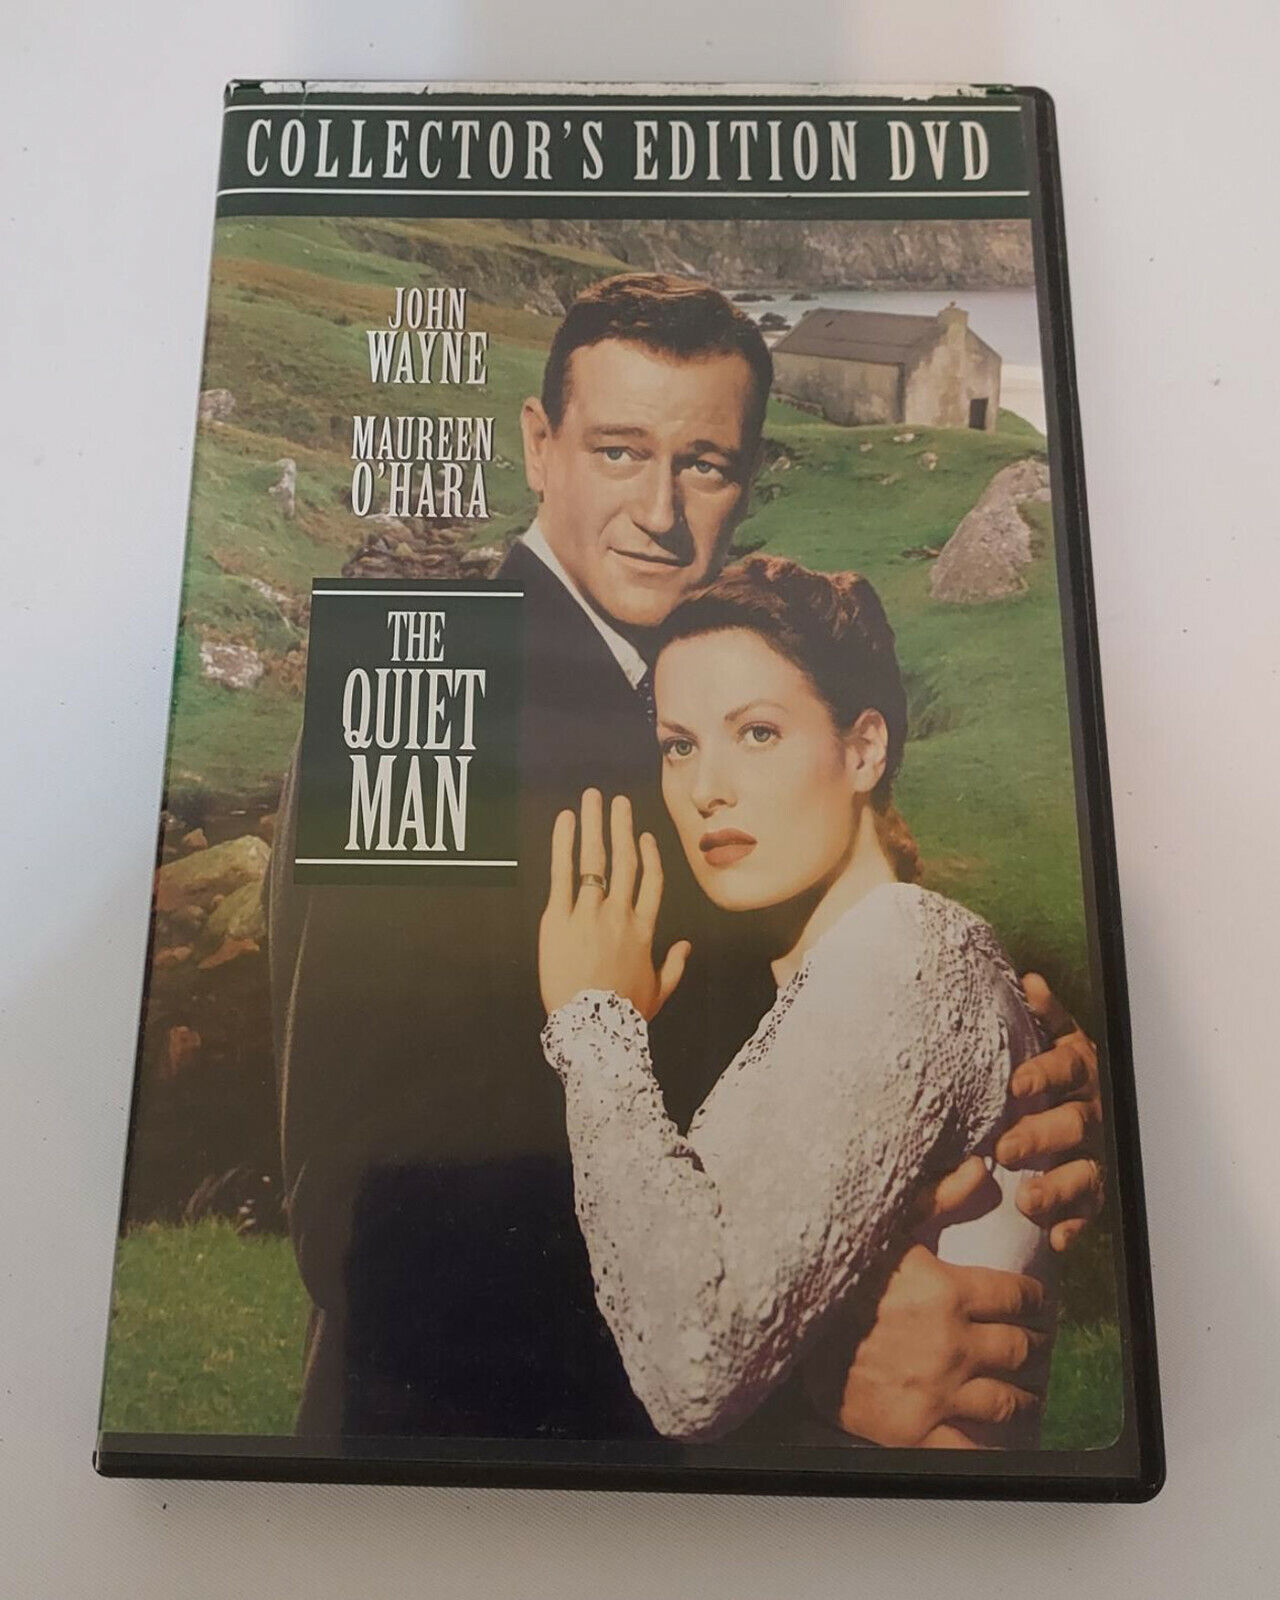 COLLECTOR'S EDITION DVD
JOHN
WAYNE
MAUREEN
O'HARA
THE
QUIET
MAN